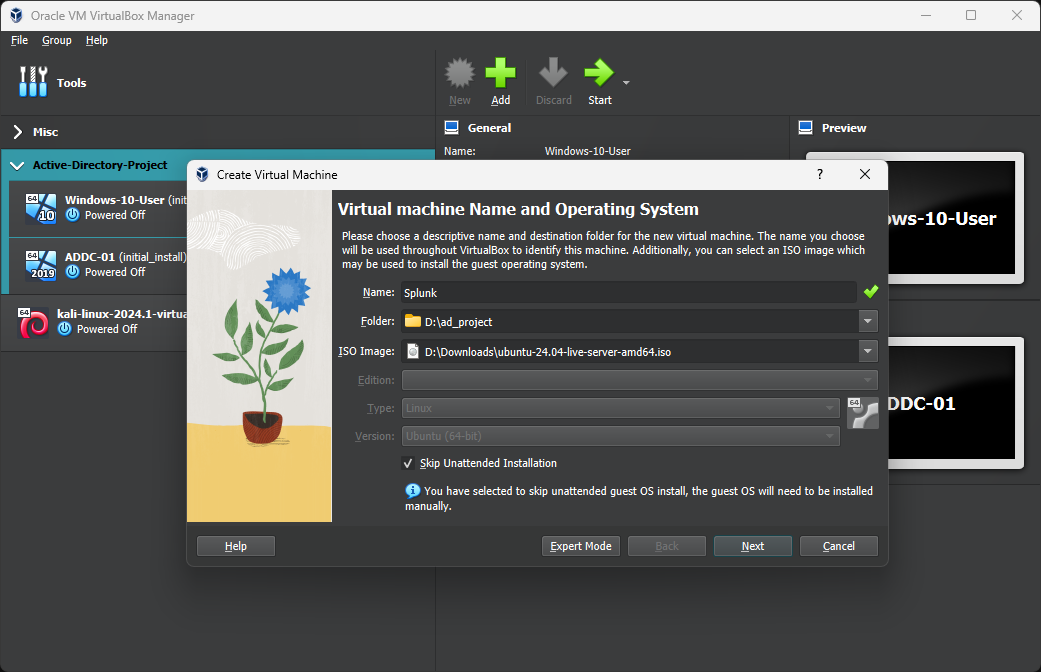 Oracle VM VirtualBox Manager
File Group Help
Tools
New Add Discard Start
Misc
General
Preview
Name: Windows-10-User
Active-Directory-Project
Create Virtual Machine ?
64 10 Windows-10-User (init
Powered Off
64 2019 ADDC-01 (initial_install)
Powered Off
64 kali-linux-2024.1-virtua
Powered Off
ows-10-User
DDC-01
Virtual machine Name and Operating System
Please choose a descriptive name and destination folder for the new virtual machine. The name you choose
will be used throughout VirtualBox to identify this machine. Additionally, you can select an ISO image which
may be used to install the guest operating system.
Name: Splunk
Folder: D:\ad_project
ISO Image: D:\Downloads\ubuntu-24.04-live-server-amd64.iso
Edition:
Type: Linux
64
Version: Ubuntu (64-bit)
Skip Unattended Installation
You have selected to skip unattended guest OS install, the guest OS will need to be installed
manually.
Help Expert Mode Back Next Cancel